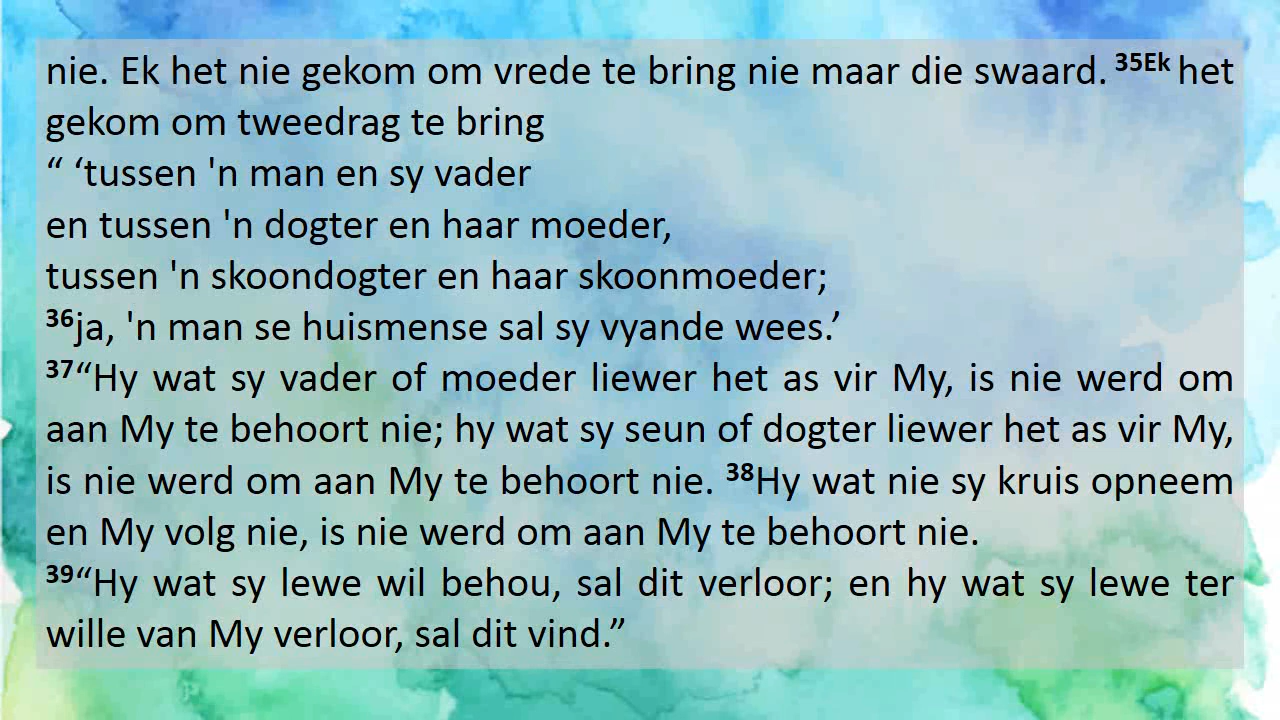 nie. Ek het nie gekom om vrede te bring nie maar die swaard. 35Ek het
gekom om tweedrag te bring
“ ‘tussen 'n man en sy vader
en tussen 'n dogter en haar moeder,
tussen 'n skoondogter en haar skoonmoeder;
36ja, 'n man se huismense sal sy vyande wees.’
37“Hy wat sy vader of moeder liewer het as vir My, is nie werd om
aan My te behoort nie; hy wat sy seun of dogter liewer het as vir My,
is nie werd om aan My te behoort nie. 38Hy wat nie sy kruis opneem
en My volg nie, is nie werd om aan My te behoort nie.
39“Hy wat sy lewe wil behou, sal dit verloor; en hy wat sy lewe ter
wille van My verloor, sal dit vind.”